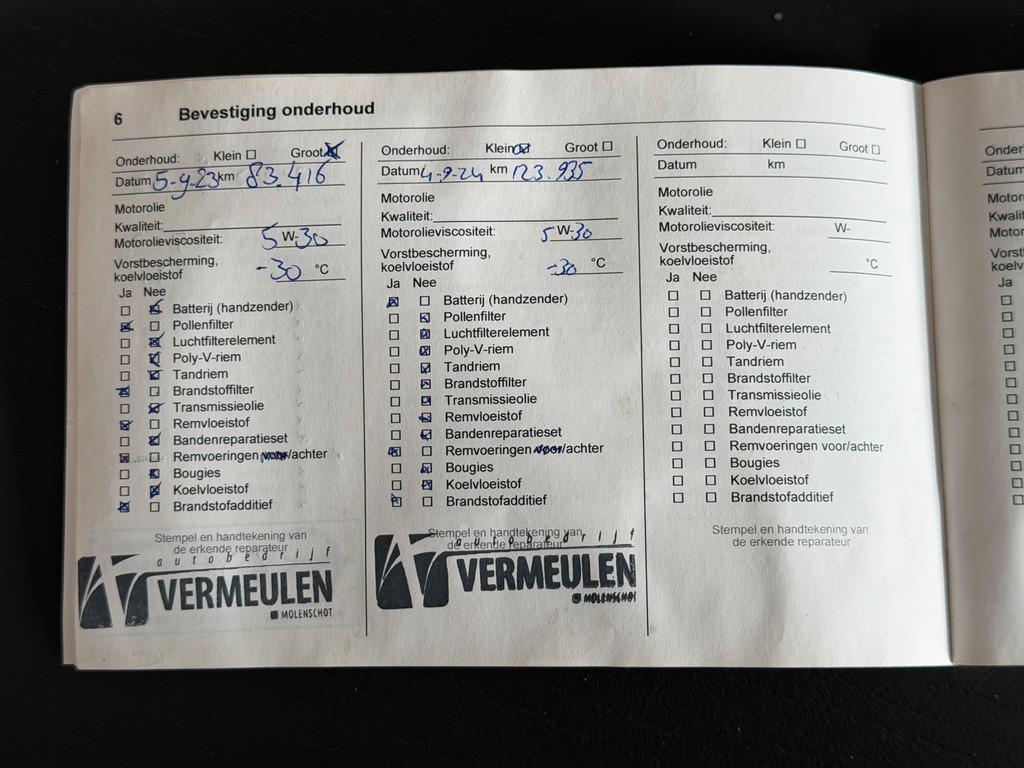 6 Bevestiging onderhoud
Onderhoud: Klein ☐ Groot ☒
Datum 5-9-23 km 83.416
Motorolie
Kwaliteit:
Motorolieviscositeit: 5 W-30
Vorstbescherming,
koelvloeistof -30 °C
Ja Nee
☐ ☒ Batterij (handzender)
☒ ☐ Pollenfilter
☐ ☒ Luchtfilterelement
☐ ☒ Poly-V-riem
☐ ☒ Tandriem
☒ ☐ Brandstoffilter
☐ ☒ Transmissieolie
☒ ☐ Remvloeistof
☐ ☒ Bandenreparatieset
☒ ☐ Remvoeringen voor/achter
☐ ☒ Bougies
☐ ☒ Koelvloeistof
☒ ☐ Brandstofadditief
Stempel en handtekening van
de erkende reparateur
autobedrijf
VERMEULEN
MOLENSCHOT
Onderhoud: Klein ☒ Groot ☐
Datum 4-9-24 km 123.935
Motorolie
Kwaliteit:
Motorolieviscositeit: 5 W-30
Vorstbescherming,
koelvloeistof -30 °C
Ja Nee
☒ ☐ Batterij (handzender)
☐ ☒ Pollenfilter
☐ ☒ Luchtfilterelement
☐ ☒ Poly-V-riem
☐ ☒ Tandriem
☐ ☒ Brandstoffilter
☐ ☒ Transmissieolie
☐ ☒ Remvloeistof
☐ ☒ Bandenreparatieset
☒ ☐ Remvoeringen voor/achter
☐ ☒ Bougies
☐ ☒ Koelvloeistof
☒ ☐ Brandstofadditief
Stempel en handtekening van
de erkende reparateur
autobedrijf
VERMEULEN
MOLENSCHOT
Onderhoud: Klein ☐ Groot ☐
Datum km
Motorolie
Kwaliteit:
Motorolieviscositeit: W-
Vorstbescherming,
koelvloeistof °C
Ja Nee
☐ ☐ Batterij (handzender)
☐ ☐ Pollenfilter
☐ ☐ Luchtfilterelement
☐ ☐ Poly-V-riem
☐ ☐ Tandriem
☐ ☐ Brandstoffilter
☐ ☐ Transmissieolie
☐ ☐ Remvloeistof
☐ ☐ Bandenreparatieset
☐ ☐ Remvoeringen voor/achter
☐ ☐ Bougies
☐ ☐ Koelvloeistof
☐ ☐ Brandstofadditief
Stempel en handtekening van
de erkende reparateur
Ja